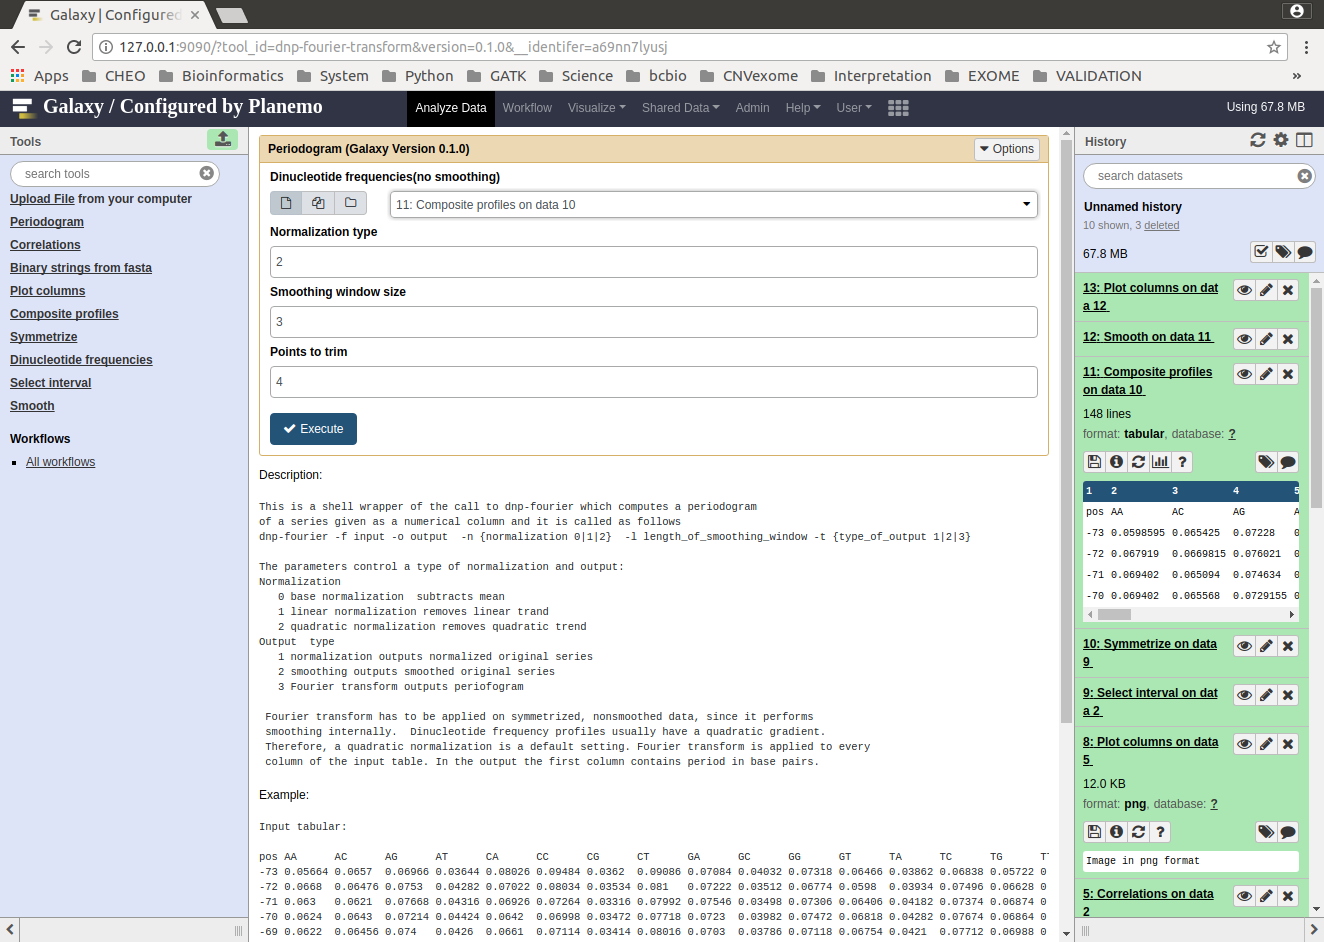 Galaxy | Configured
127.0.0.1:9090/?tool_id=dnp-fourier-transform&version=0.1.0&__identifer=a69nn7lyusj
Apps CHEO Bioinformatics System Python GATK Science bcbio CNVexome Interpretation EXOME VALIDATION »
Galaxy / Configured by Planemo Analyze Data Workflow Visualize Shared Data Admin Help User Using 67.8 MB
Tools
search tools
Upload File from your computer
Periodogram
Correlations
Binary strings from fasta
Plot columns
Composite profiles
Symmetrize
Dinucleotide frequencies
Select interval
Smooth
Workflows
All workflows
Periodogram (Galaxy Version 0.1.0) Options
Dinucleotide frequencies(no smoothing)
11: Composite profiles on data 10
Normalization type
2
Smoothing window size
3
Points to trim
4
Execute
Description:
This is a shell wrapper of the call to dnp-fourier which computes a periodogram
of a series given as a numerical column and it is called as follows
dnp-fourier -f input -o output  -n {normalization 0|1|2}  -l length_of_smoothing_window -t {type_of_output 1|2|3}
The parameters control a type of normalization and output:
Normalization
0 base normalization  subtracts mean
1 linear normalization removes linear trand
2 quadratic normalization removes quadratic trend
Output  type
1 normalization outputs normalized original series
2 smoothing outputs smoothed original series
3 Fourier transform outputs periofogram
Fourier transform has to be applied on symmetrized, nonsmoothed data, since it performs
smoothing internally.  Dinucleotide frequency profiles usually have a quadratic gradient.
Therefore, a quadratic normalization is a default setting. Fourier transform is applied to every
column of the input table. In the output the first column contains period in base pairs.
Example:
Input tabular:
pos AA AC AG AT CA CC CG CT GA GC GG GT TA TC TG
-73 0.05664 0.0657 0.06966 0.03644 0.08026 0.09484 0.0362 0.09086 0.07084 0.04032 0.07318 0.06466 0.03862 0.06838 0.05722 0
-72 0.0668 0.06476 0.0753 0.04282 0.07022 0.08034 0.03534 0.081 0.07222 0.03512 0.06774 0.0598 0.03934 0.07496 0.06628 0
-71 0.063 0.0621 0.07668 0.04316 0.06926 0.07264 0.03316 0.07992 0.07546 0.03498 0.07306 0.06406 0.04182 0.07374 0.06874 0
-70 0.0624 0.0643 0.07214 0.04424 0.0642 0.06998 0.03472 0.07718 0.0723 0.03982 0.07472 0.06818 0.04282 0.07674 0.06864 0
-69 0.0622 0.06456 0.074 0.0426 0.0661 0.07114 0.03414 0.08016 0.0703 0.03786 0.07118 0.06754 0.0421 0.07712 0.06988 0
History
search datasets
Unnamed history
10 shown, 3 deleted
67.8 MB
13: Plot columns on dat
a 12
12: Smooth on data 11
11: Composite profiles
on data 10
148 lines
format: tabular, database: ?
?
1 2 3 4 5
pos AA AC AG A
-73 0.0598595 0.065425 0.07228 0
-72 0.067919 0.0669815 0.076021 0
-71 0.069402 0.065094 0.074634 0
-70 0.069402 0.065568 0.0729155 0
10: Symmetrize on data
9
9: Select interval on dat
a 2
8: Plot columns on data
5
12.0 KB
format: png, database: ?
?
Image in png format
5: Correlations on data
2